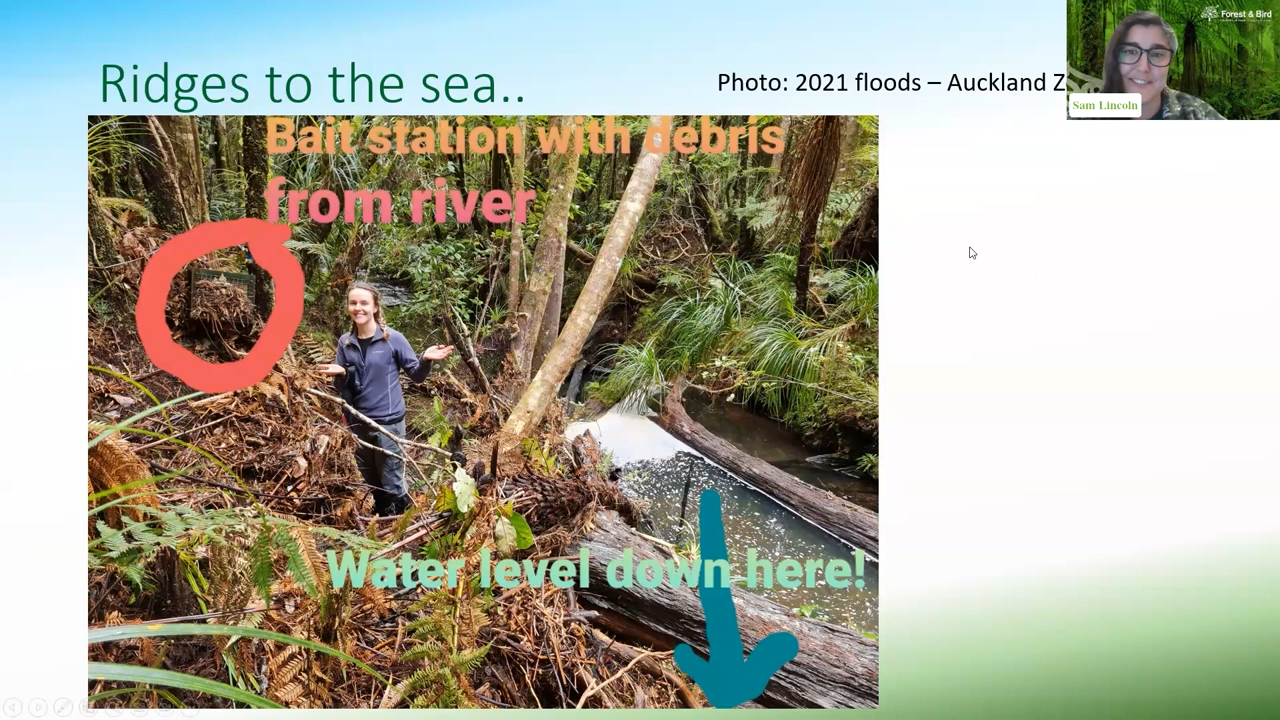 Forest & Bird
Ridges to the sea..
Photo: 2021 floods – Auckland Z
Sam Lincoln
Bait station with debris
from river
Water level down here!